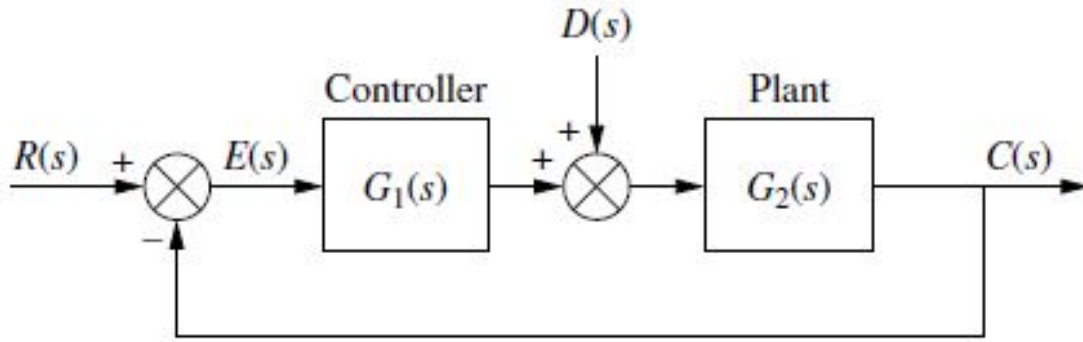 D(s)
Controller
Plant
R(s)
+
E(s)
G₁(s)
+
+
G₂(s)
C(s)
−